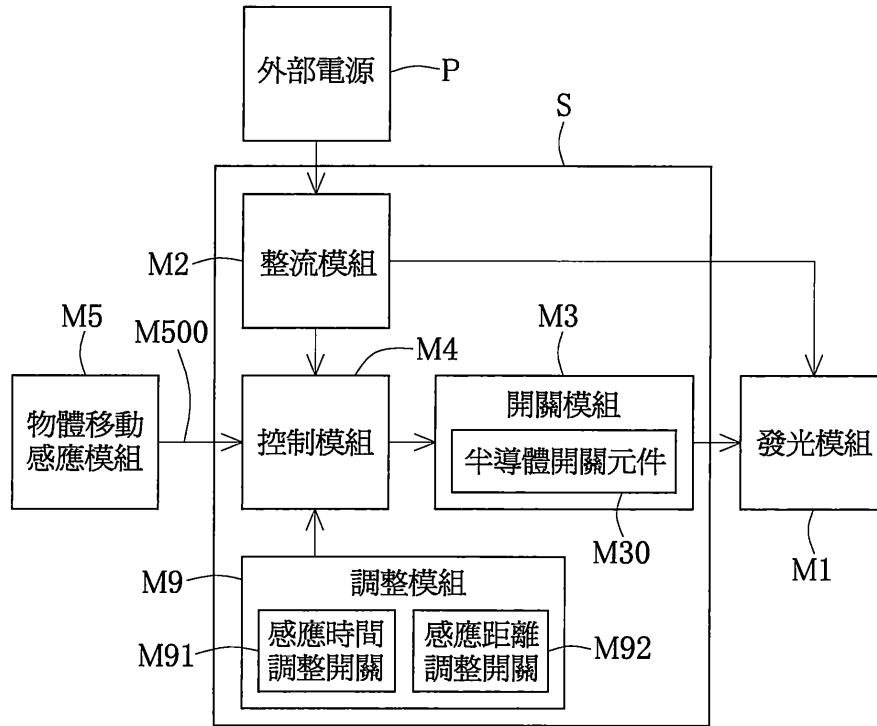 外部電源
P
S
M2
整流模組
M5
M500
M4
M3
物體移動
感應模組
控制模組
開關模組
半導體開關元件
發光模組
M30
M1
M9
調整模組
M91
感應時間
調整開關
感應距離
調整開關
M92